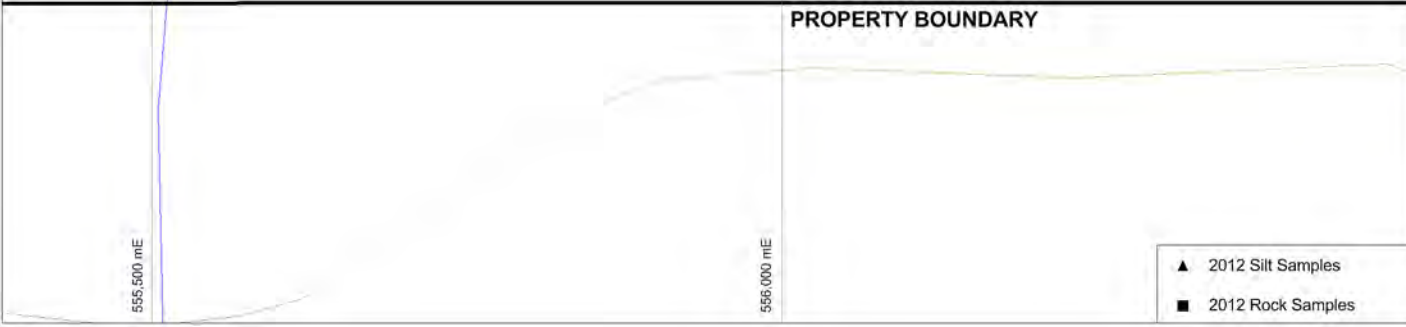 PROPERTY BOUNDARY
555,500 mE
556,000 mE
2012 Silt Samples
2012 Rock Samples